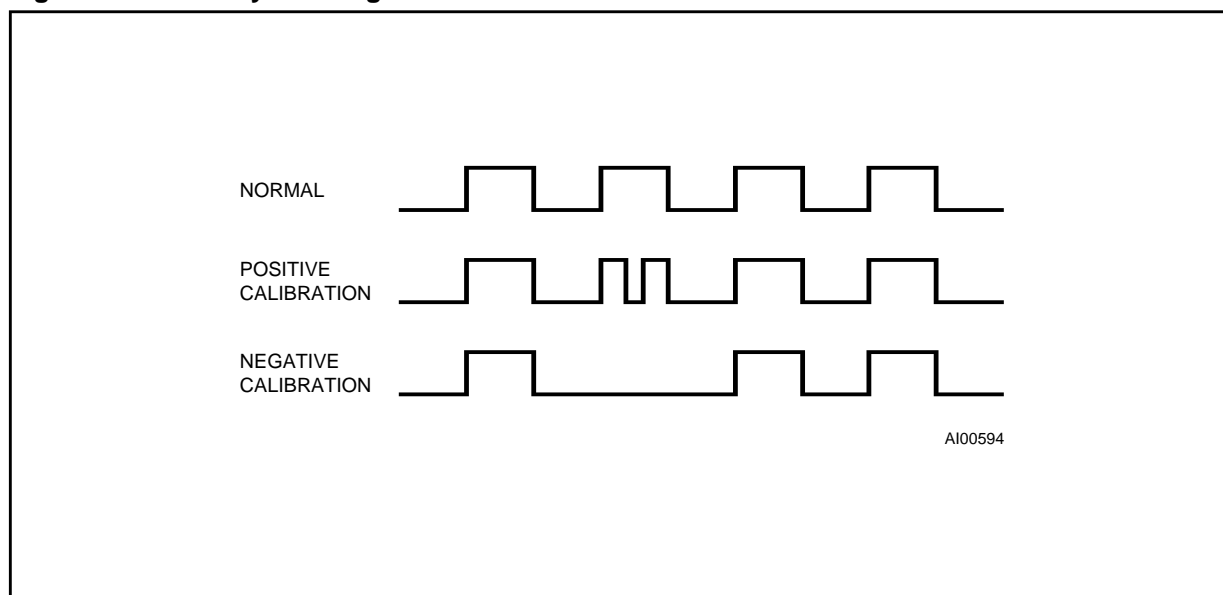 NORMAL
POSITIVE
CALIBRATION
NEGATIVE
CALIBRATION
AI00594